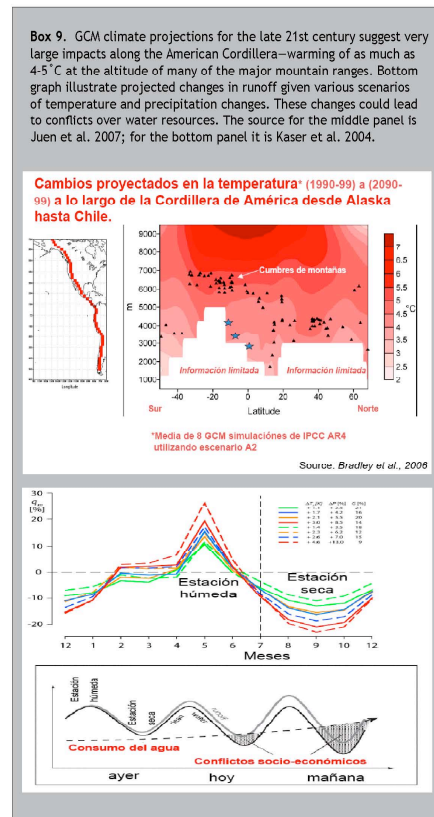 Box 9. GCM climate projections for the late 21st century suggest very
large impacts along the American Cordillera—warming of as much as
4-5˚C at the altitude of many of the major mountain ranges. Bottom
graph illustrate projected changes in runoff given various scenarios
of temperature and precipitation changes. These changes could lead
to conflicts over water resources. The source for the middle panel is
Juen et al. 2007; for the bottom panel it is Kaser et al. 2004.
Cambios proyectados en la temperatura* (1990-99) a (2090-
99) a lo largo de la Cordillera de América desde Alaska
hasta Chile.
9000
8000
7000
6000
5000
4000
3000
2000
1000
m
Cumbres de montañas
Información limitada
Información limitada
-40 -20 0 20 40 60
Sur
Latitude
Norte
Longitude
7
6.5
6
5.5
5
4.5
4
3.5
3
2.5
2
°C
*Media de 8 GCM simulaciónes de IPCC AR4
utilizando escenario A2
Source: Bradley et al., 2006
30
20
10
0
-10
-20
[%]
Estación
húmeda
Estación
seca
12 1 2 3 4 5 6 7 8 9 10 12
Meses
Estación
húmeda
Estación
seca
Consumo del agua
Conflictos socio-económicos
ayer hoy mañana